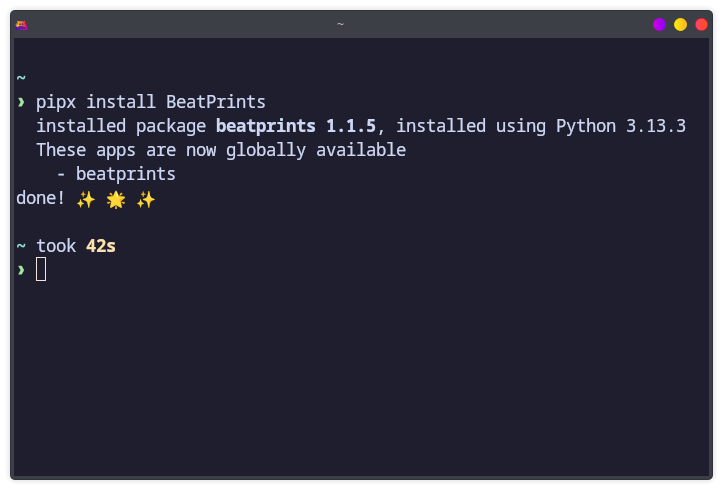 ~
~
❯ pipx install BeatPrints
installed package beatprints 1.1.5, installed using Python 3.13.3
These apps are now globally available
- beatprints
done! ✨ 🌟 ✨
~ took 42s
❯